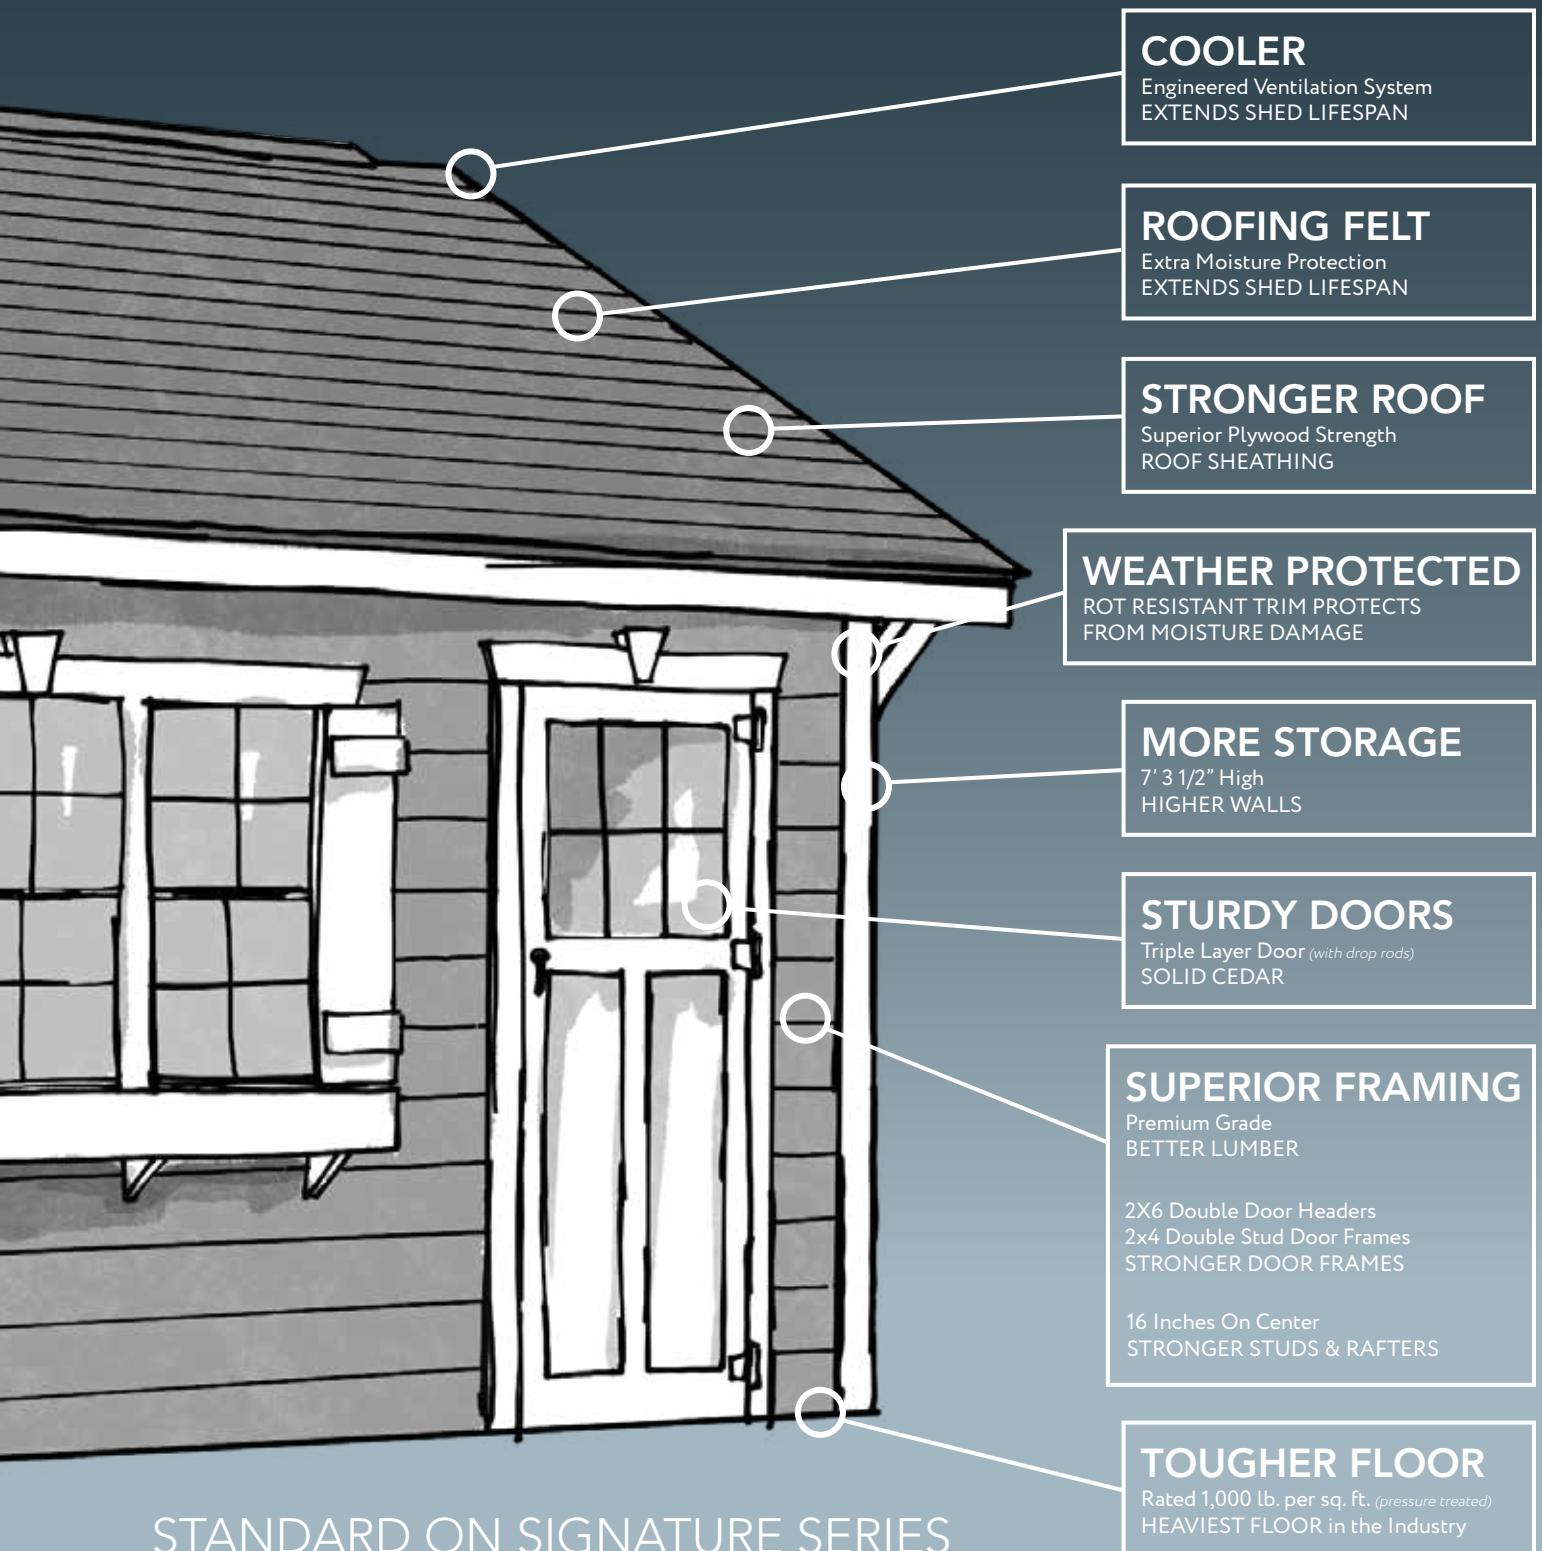 COOLER
Engineered Ventilation System
EXTENDS SHED LIFESPAN
ROOFING FELT
Extra Moisture Protection
EXTENDS SHED LIFESPAN
STRONGER ROOF
Superior Plywood Strength
ROOF SHEATHING
WEATHER PROTECTED
ROT RESISTANT TRIM PROTECTS
FROM MOISTURE DAMAGE
MORE STORAGE
7' 3 1/2” High
HIGHER WALLS
STURDY DOORS
Triple Layer Door (with drop rods)
SOLID CEDAR
SUPERIOR FRAMING
Premium Grade
BETTER LUMBER
2X6 Double Door Headers
2x4 Double Stud Door Frames
STRONGER DOOR FRAMES
16 Inches On Center
STRONGER STUDS & RAFTERS
TOUGHER FLOOR
Rated 1,000 lb. per sq. ft. (pressure treated)
HEAVIEST FLOOR in the Industry
STANDARD ON SIGNATURE SERIES